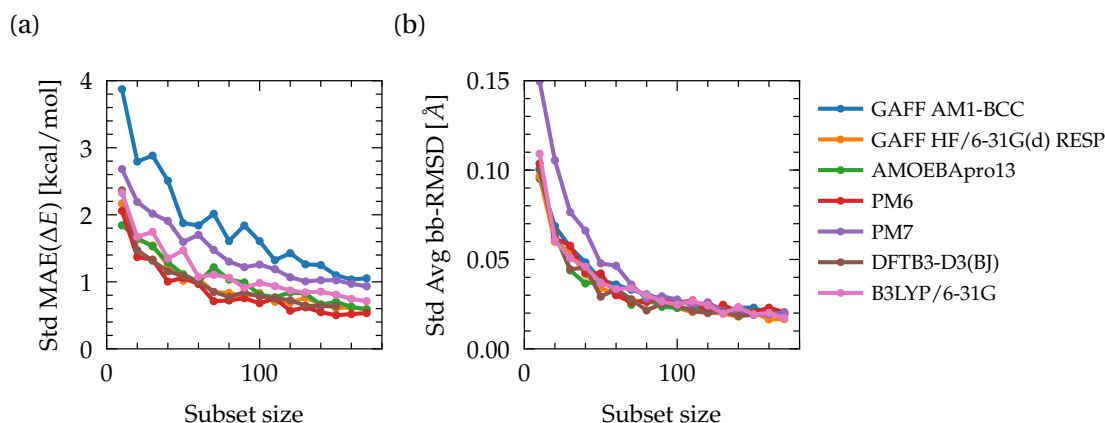 (a)
Std MAE(ΔE) [kcal/mol]
4
3
2
1
0
0
100
Subset size
(b)
Std Avg bb-RMSD [Å]
0.15
0.10
0.05
0.00
0
100
Subset size
GAFF AM1-BCC
GAFF HF/6-31G(d) RESP
AMOEBApro13
PM6
PM7
DFTB3-D3(BJ)
B3LYP/6-31G